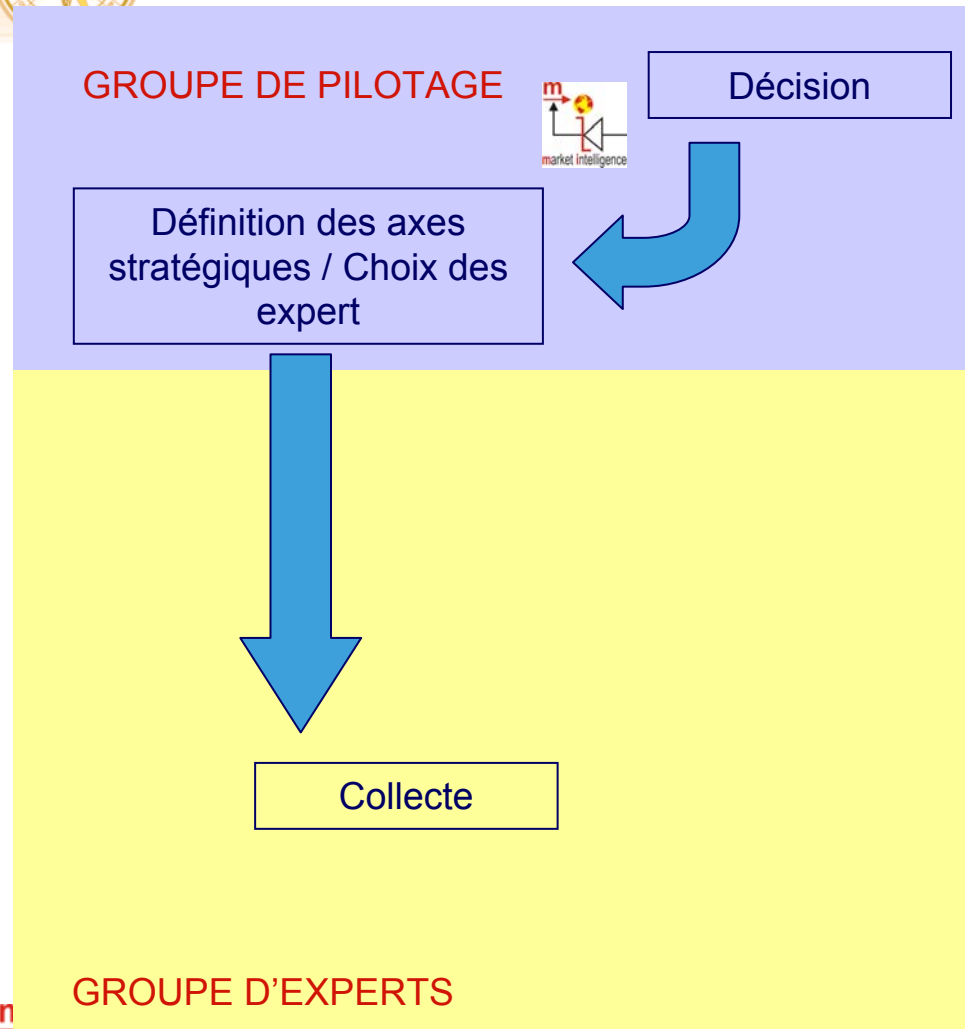 GROUPE DE PILOTAGE
Décision
m
market intelligence
Définition des axes
stratégiques / Choix des
expert
Collecte
GROUPE D’EXPERTS